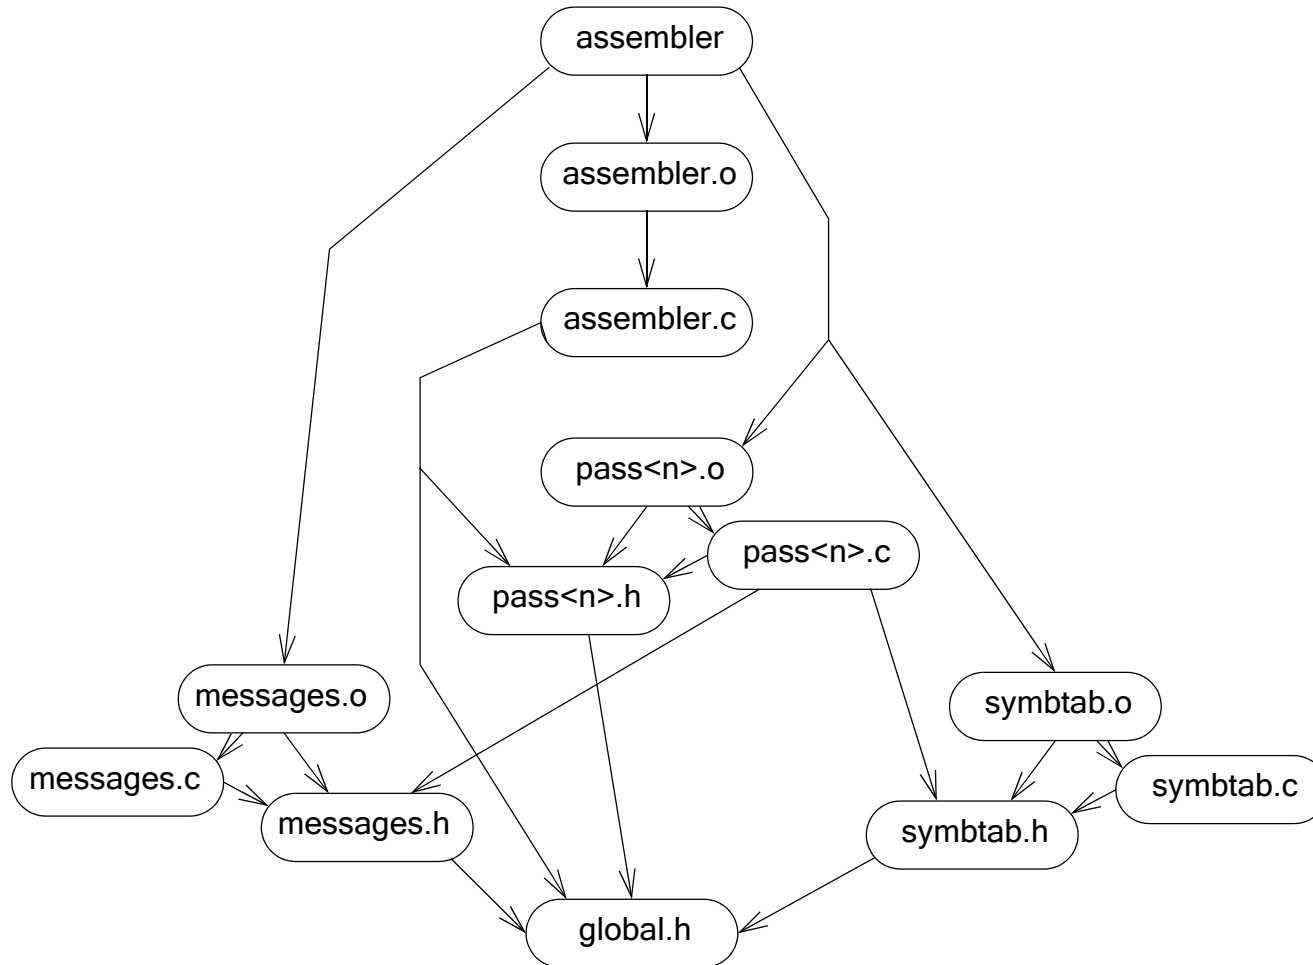 assembler
assembler.o
assembler.c
pass<n>.o
pass<n>.c
pass<n>.h
messages.o
symbtab.o
messages.c
symbtab.c
messages.h
symbtab.h
global.h